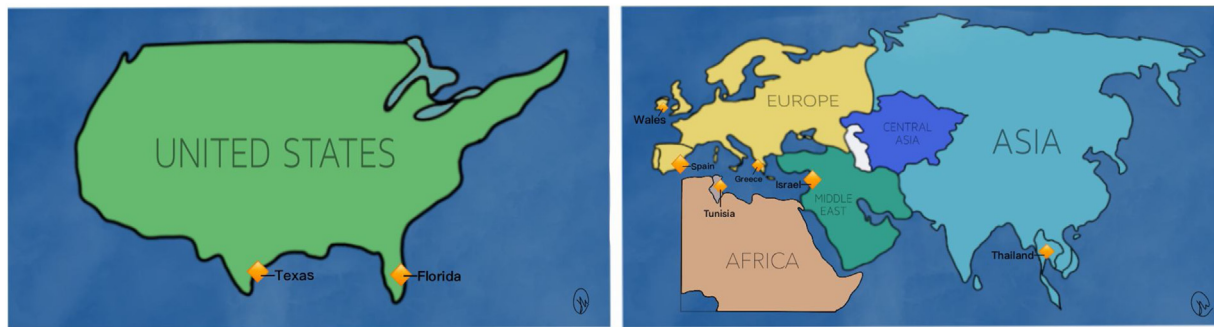 UNITED STATES
Texas
Florida
EUROPE
Wales
CENTRAL
ASIA
ASIA
Spain
Greece
Israel
Tunisia
MIDDLE
EAST
AFRICA
Thailand